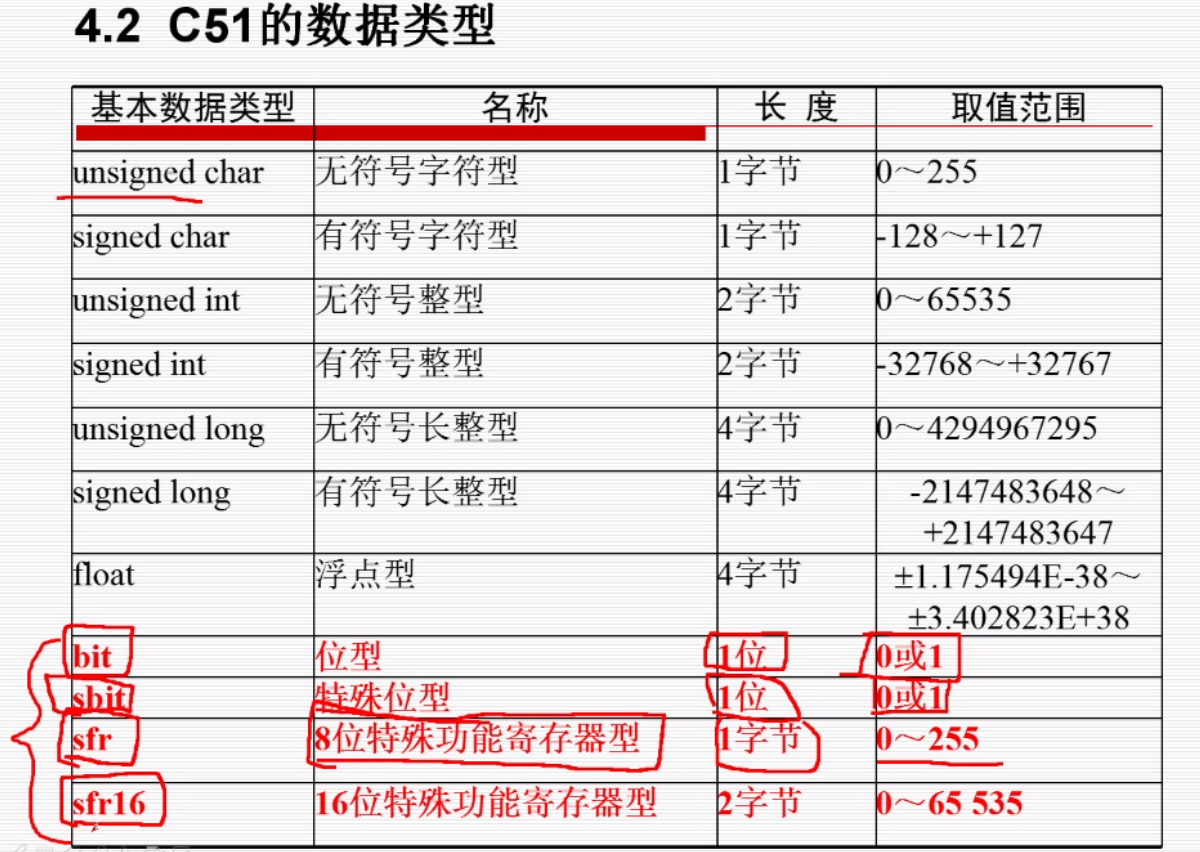 4.2 C51的数据类型
基本数据类型 名称 长 度 取值范围
unsigned char 无符号字符型 1字节 0～255
signed char 有符号字符型 1字节 -128～+127
unsigned int 无符号整型 2字节 0～65535
signed int 有符号整型 2字节 -32768～+32767
unsigned long 无符号长整型 4字节 0～4294967295
signed long 有符号长整型 4字节 -2147483648～
+2147483647
float 浮点型 4字节 ±1.175494E-38～
±3.402823E+38
bit 位型 1位 0或1
sbit 特殊位型 1位 0或1
sfr 8位特殊功能寄存器型 1字节 0～255
sfr16 16位特殊功能寄存器型 2字节 0～65 535